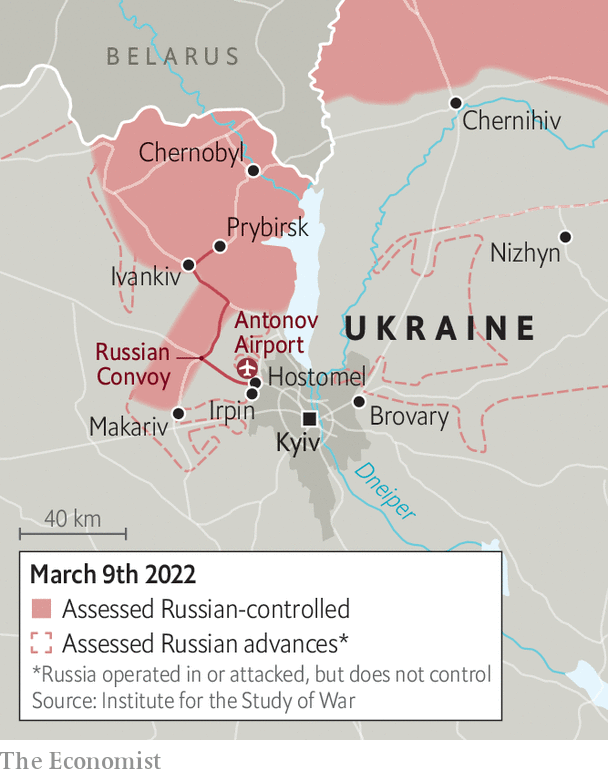 BELARUS
Chernihiv
Chernobyl
Prybirsk
Nizhyn
Ivankiv
UKRAINE
Antonov
Airport
Russian
Convoy
Hostomel
Irpin
Brovary
Makariv
Kyiv
Dneiper
40 km
March 9th 2022
Assessed Russian-controlled
Assessed Russian advances*
*Russia operated in or attacked, but does not control
Source: Institute for the Study of War
The Economist